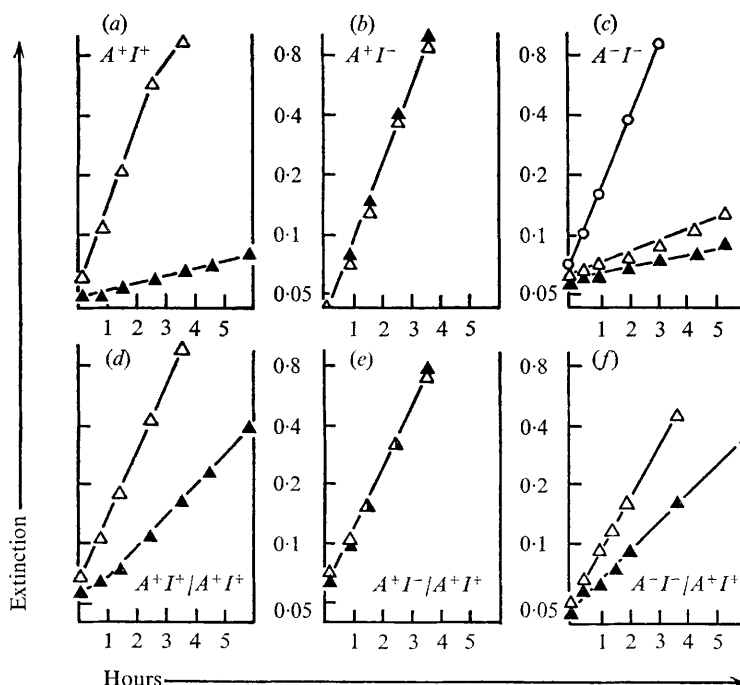 (a) (b) (c)
A⁺I⁺ A⁺I⁻ A⁻I⁻
0·8 0·8
0·4 0·4
0·2 0·2
0·1 0·1
0·05 0·05
1 2 3 4 5 1 2 3 4 5 1 2 3 4 5
(d) (e) (f)
0·8 0·8
0·4 0·4
0·2 0·2
0·1 0·1
A⁺I⁺/A⁺I⁺ A⁺I⁻/A⁺I⁺ A⁻I⁻/A⁺I⁺
0·05 0·05
1 2 3 4 5 1 2 3 4 5 1 2 3 4 5
Extinction
Hours